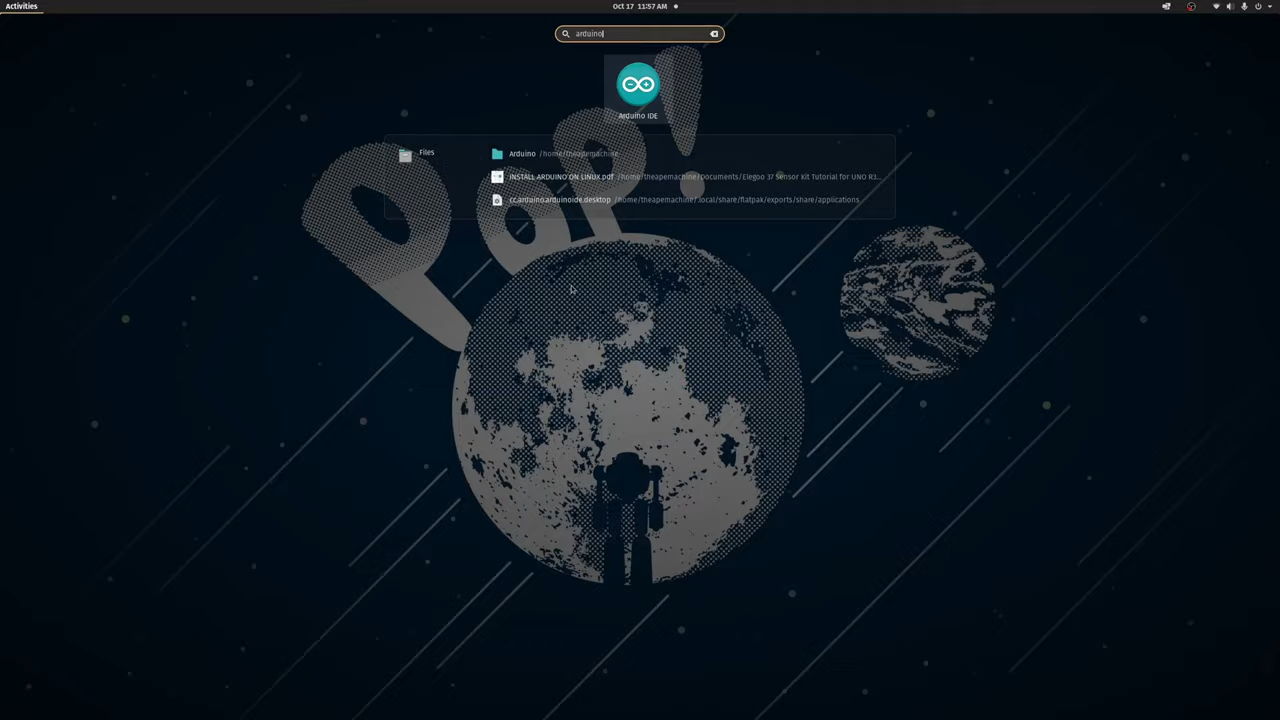 Activities
Oct 17 11:57 AM
arduino
Arduino IDE
Files
Arduino /home/theapemachine
INSTALL ARDUINO ON LINUX.pdf /home/theapemachine/Documents/Elegoo 37 Sensor Kit Tutorial for UNO R3...
cc.arduino.arduinoide.desktop /home/theapemachine/.local/share/flatpak/exports/share/applications
POP!